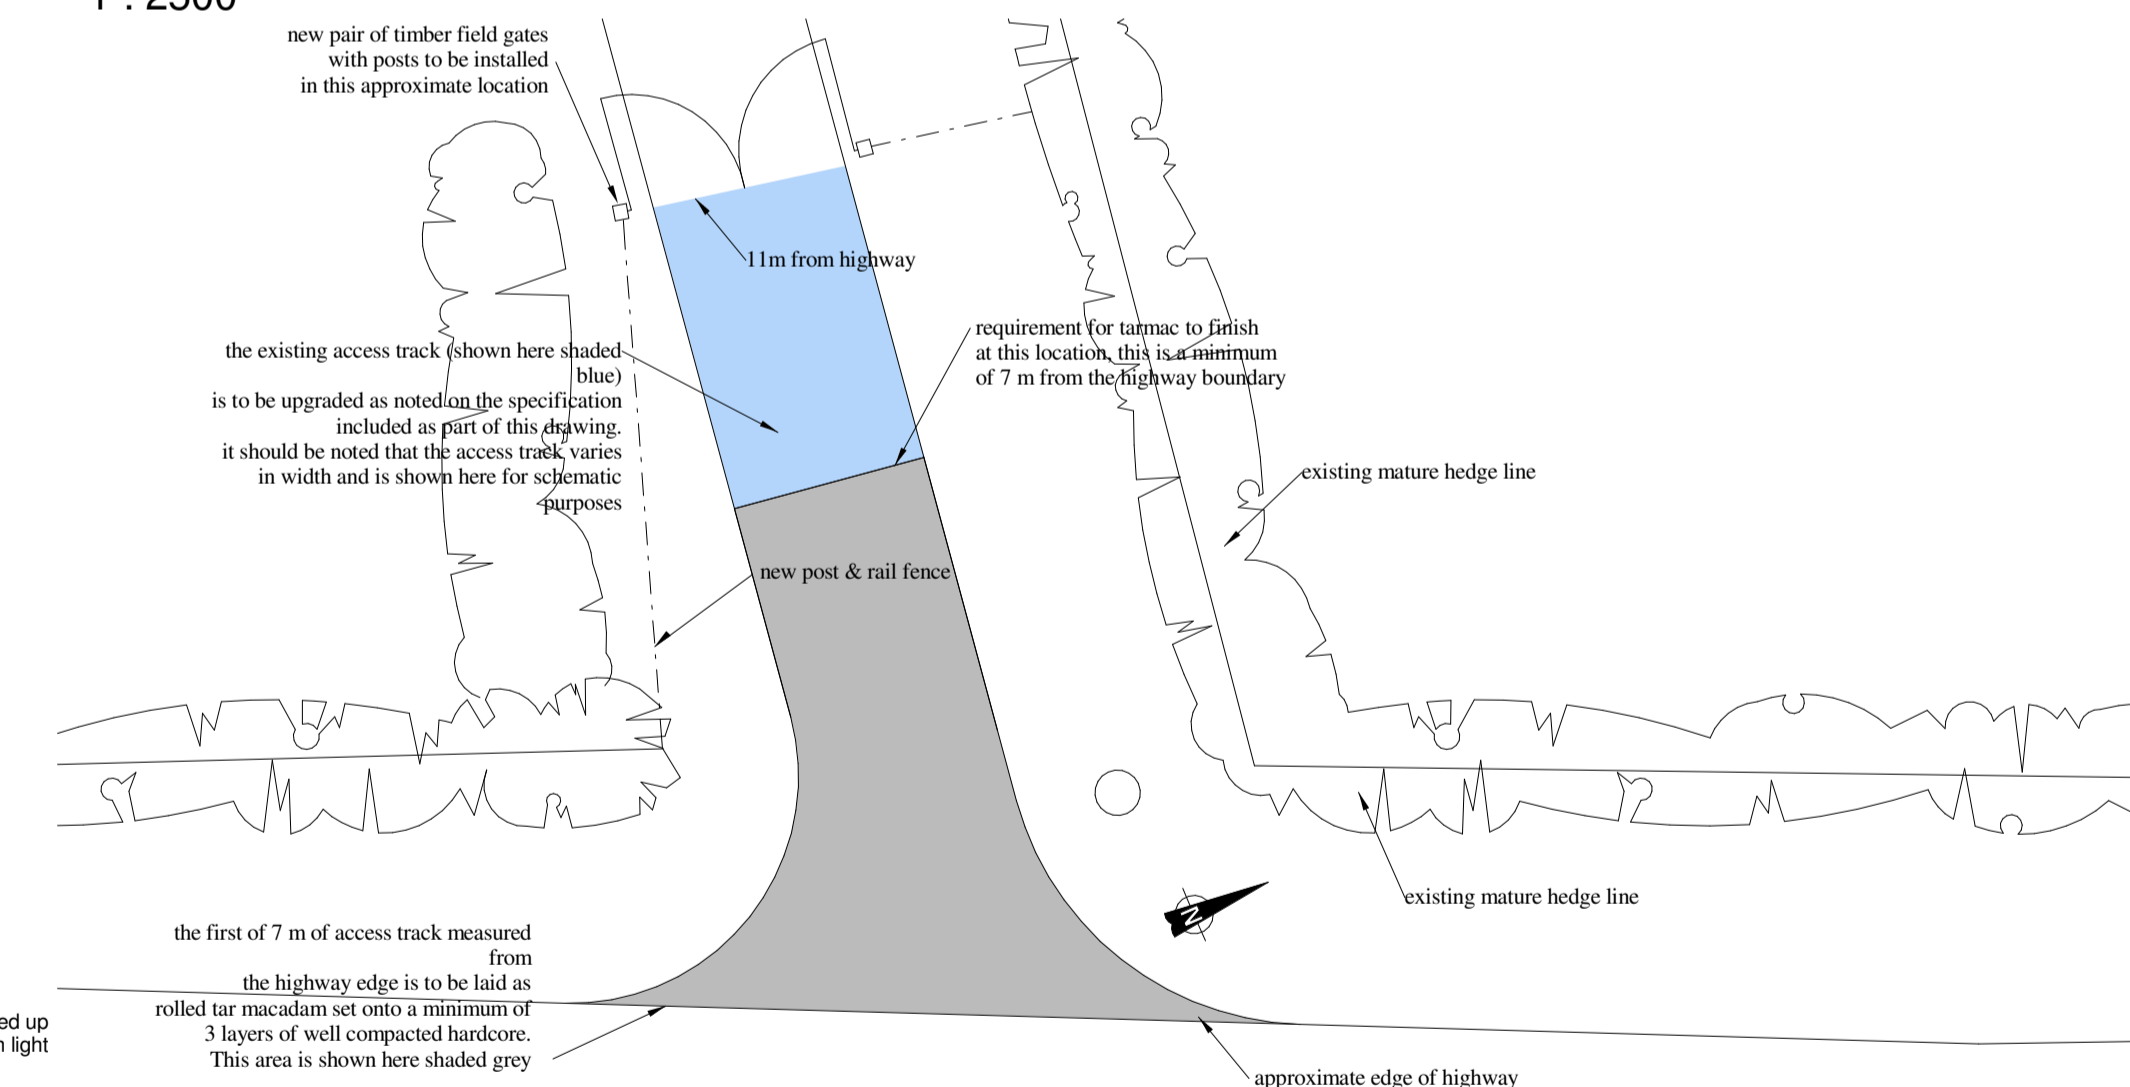 new pair of timber field gates
with posts to be installed
in this approximate location
11m from highway
requirement for tarmac to finish
at this location, this is a minimum
of 7 m from the highway boundary
the existing access track (shown here shaded
blue)
is to be upgraded as noted on the specification
included as part of this drawing.
it should be noted that the access track varies
in width and is shown here for schematic
purposes
existing mature hedge line
new post & rail fence
existing mature hedge line
N
the first of 7 m of access track measured
from
the highway edge is to be laid as
rolled tar macadam set onto a minimum of
3 layers of well compacted hardcore.
This area is shown here shaded grey
ed up
light
approximate edge of highway